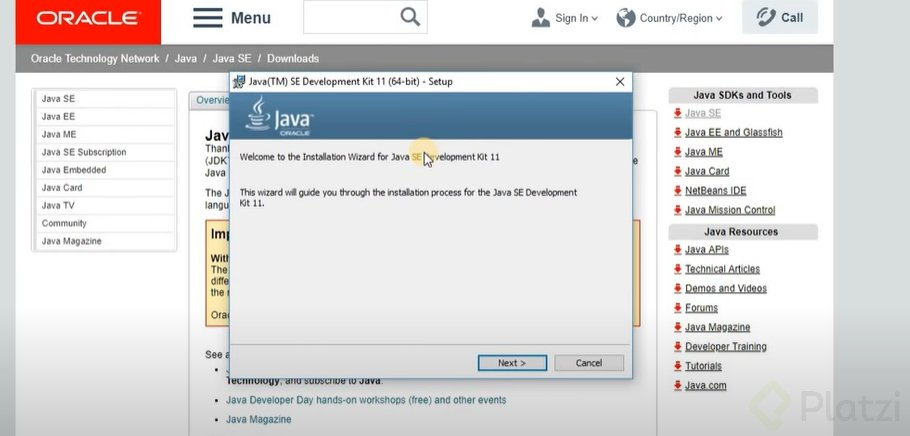 ORACLE
Menu
Sign In
Country/Region
Call
Oracle Technology Network / Java / Java SE / Downloads
Java SE
Java EE
Java ME
Java SE Subscription
Java Embedded
Java Card
Java TV
Community
Java Magazine
Java(TM) SE Development Kit 11 (64-bit) - Setup
Java
ORACLE
Welcome to the Installation Wizard for Java SE Development Kit 11
This wizard will guide you through the installation process for the Java SE Development
Kit 11.
Next >
Cancel
Overvie
Jav
Than
(JDK
Java
The J
langu
Imp
With
The
diffe
the
Orac
See a
Technology, and subscribe to Java.
Java Developer Day hands-on workshops (free) and other events
Java Magazine
Java SDKs and Tools
Java SE
Java EE and Glassfish
Java ME
Java Card
NetBeans IDE
Java Mission Control
Java Resources
Java APIs
Technical Articles
Demos and Videos
Forums
Java Magazine
Developer Training
Tutorials
Java.com
Platzi